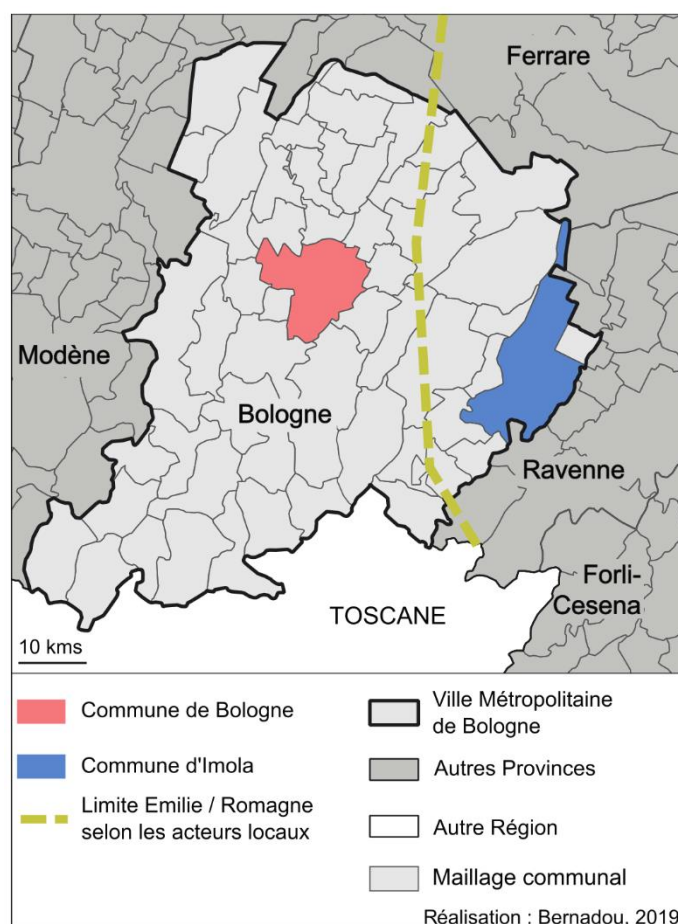 Ferrare
Modène
Bologne
Ravenne
Forli-
Cesena
TOSCANE
10 kms
Commune de Bologne
Commune d'Imola
Limite Emilie / Romagne
selon les acteurs locaux
Ville Métropolitaine
de Bologne
Autres Provinces
Autre Région
Maillage communal
Réalisation : Bernadou, 2019